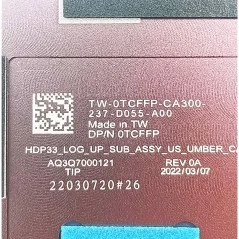 TW-0TCFFP-CA300-
237-D055-A00
Made in TW
DP/N 0TCFFP
HDP33_LOG_UP_SUB_ASSY_US_UMBER_CA
AQ3Q7000121 REV 0A
TIP 2022/03/07
22030720#26